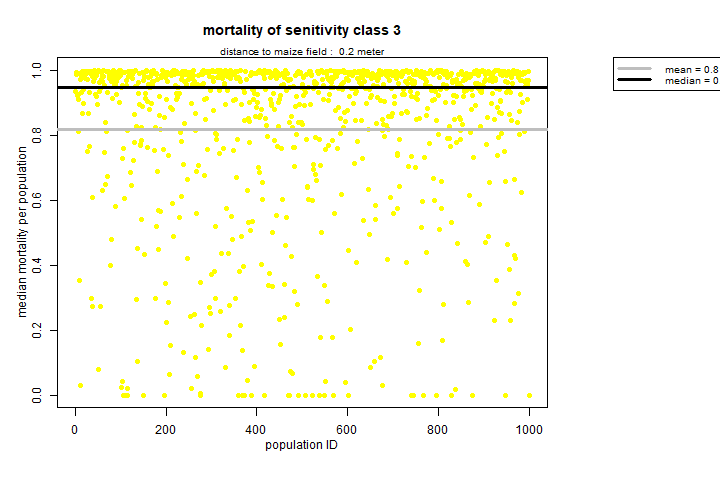 mortality of senitivity class 3
distance to maize field : 0.2 meter
mean = 0.8
median = 0
median mortality per population
1.0
0.8
0.6
0.4
0.2
0.0
0 200 400 600 800 1000
population ID